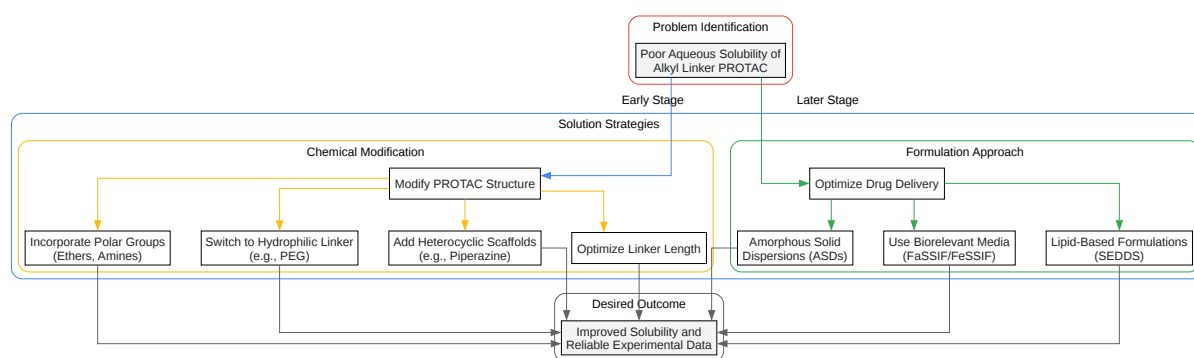 Problem Identification
Poor Aqueous Solubility of
Alkyl Linker PROTAC
Early Stage
Later Stage
Solution Strategies
Chemical Modification
Formulation Approach
Modify PROTAC Structure
Optimize Drug Delivery
Incorporate Polar Groups
(Ethers, Amines)
Switch to Hydrophilic Linker
(e.g., PEG)
Add Heterocyclic Scaffolds
(e.g., Piperazine)
Optimize Linker Length
Amorphous Solid
Dispersions (ASDs)
Use Biorelevant Media
(FaSSIF/FeSSIF)
Lipid-Based Formulations
(SEDDS)
Desired Outcome
Improved Solubility and
Reliable Experimental Data